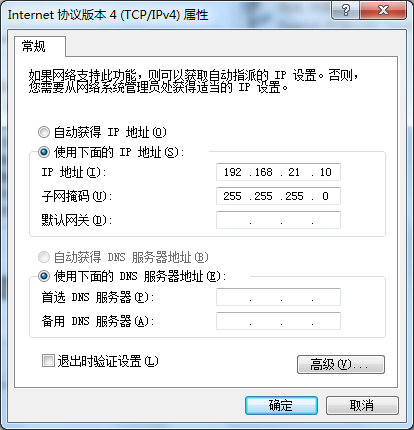 Internet 协议版本 4 (TCP/IPv4) 属性
常规
如果网络支持此功能，则可以获取自动指派的 IP 设置。否则，
您需要从网络系统管理员处获得适当的 IP 设置。
自动获得 IP 地址(O)
使用下面的 IP 地址(S):
IP 地址(I): 192 .168 . 21 . 10
子网掩码(U): 255 .255 .255 . 0
默认网关(D): . . .
自动获得 DNS 服务器地址(B)
使用下面的 DNS 服务器地址(E):
首选 DNS 服务器(P): . . .
备用 DNS 服务器(A): . . .
退出时验证设置(L)
高级(V)...
确定 取消